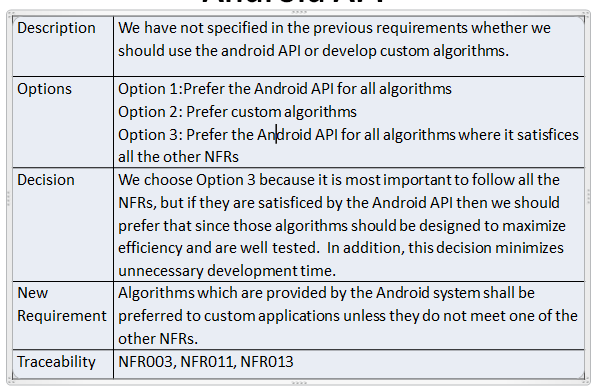 Android API
Description We have not specified in the previous requirements whether we
should use the android API or develop custom algorithms.
Options Option 1:Prefer the Android API for all algorithms
Option 2: Prefer custom algorithms
Option 3: Prefer the Android API for all algorithms where it satisfices
all the other NFRs
Decision We choose Option 3 because it is most important to follow all the
NFRs, but if they are satisficed by the Android API then we should
prefer that since those algorithms should be designed to maximize
efficiency and are well tested.  In addition, this decision minimizes
unnecessary development time.
New Algorithms which are provided by the Android system shall be
Requirement preferred to custom applications unless they do not meet one of the
other NFRs.
Traceability NFR003, NFR011, NFR013